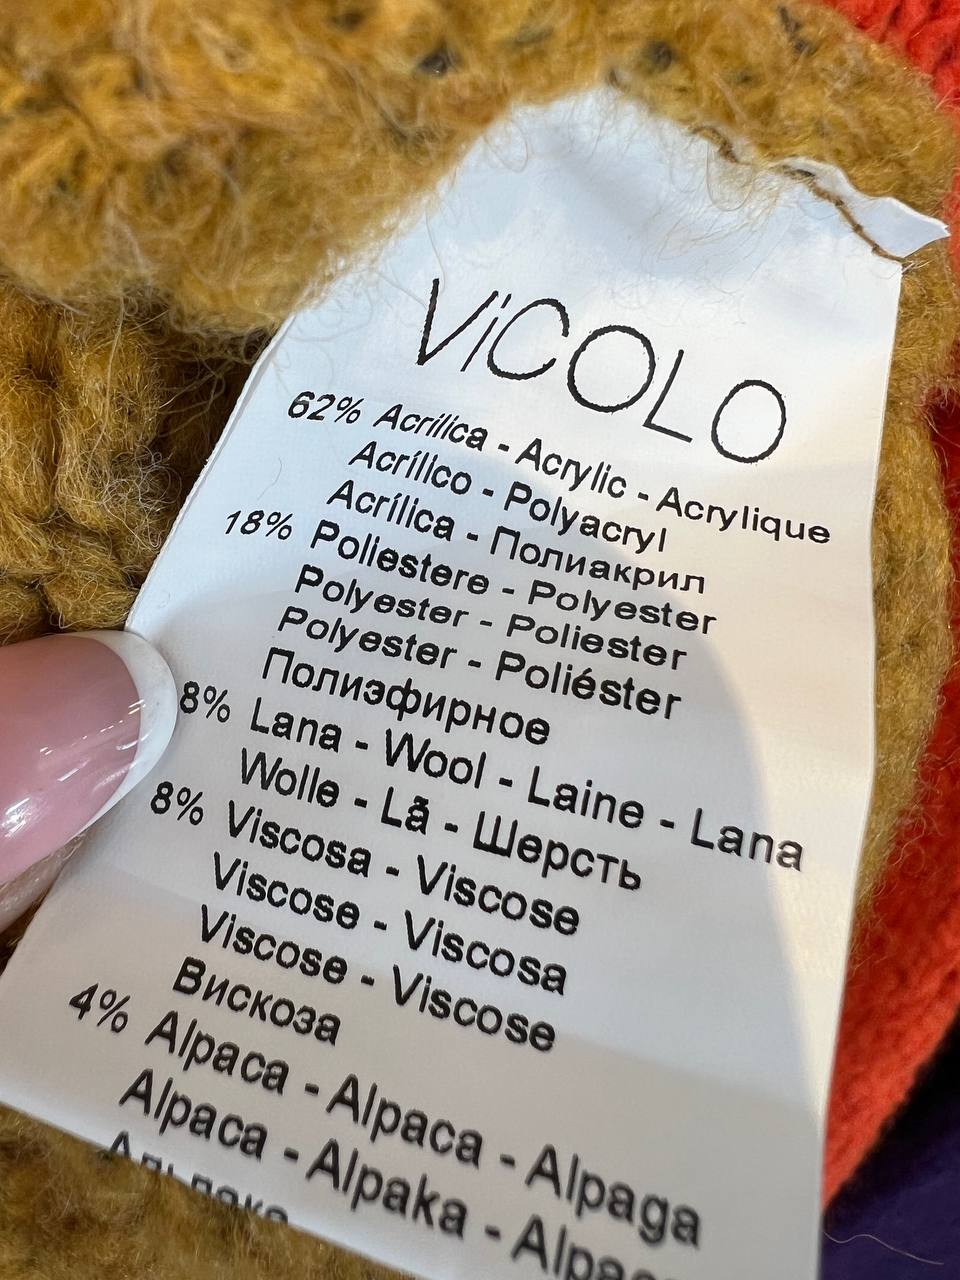 ViCOLO
62% Acrílica - Acrylic - Acrylique
Acrílico - Polyacryl
Acrílica - Полиакрил
18% Poliestere - Polyester
Polyester - Poliester
Polyester - Poliéster
Полиэфирное
8% Lana - Wool - Laine - Lana
Wolle - Lã - Шерсть
8% Viscosa - Viscose
Viscose - Viscosa
Viscose - Viscose
Вискоза
4% Alpaca - Alpaca - Alpaga
Alpaca - Alpaka -